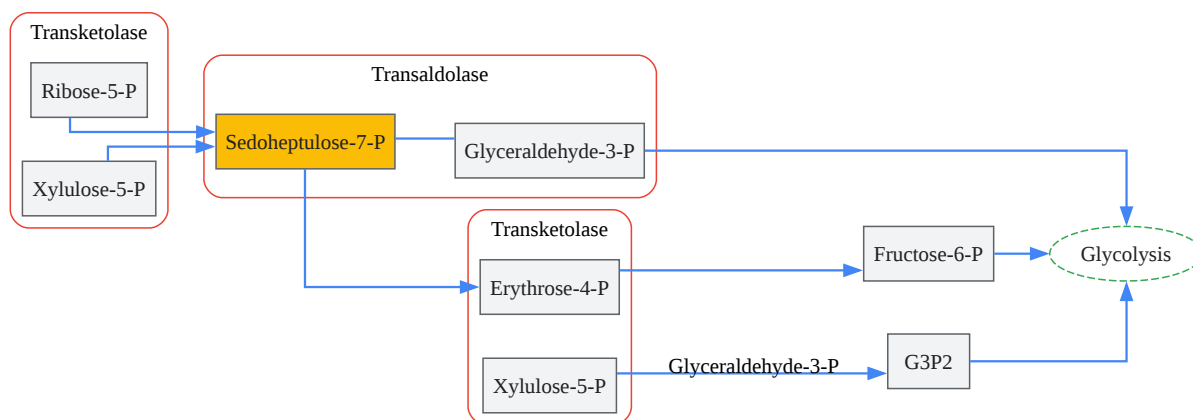 Transketolase
Ribose-5-P
Xylulose-5-P
Transaldolase
Sedoheptulose-7-P
Glyceraldehyde-3-P
Transketolase
Erythrose-4-P
Xylulose-5-P
Glyceraldehyde-3-P
Fructose-6-P
G3P2
Glycolysis